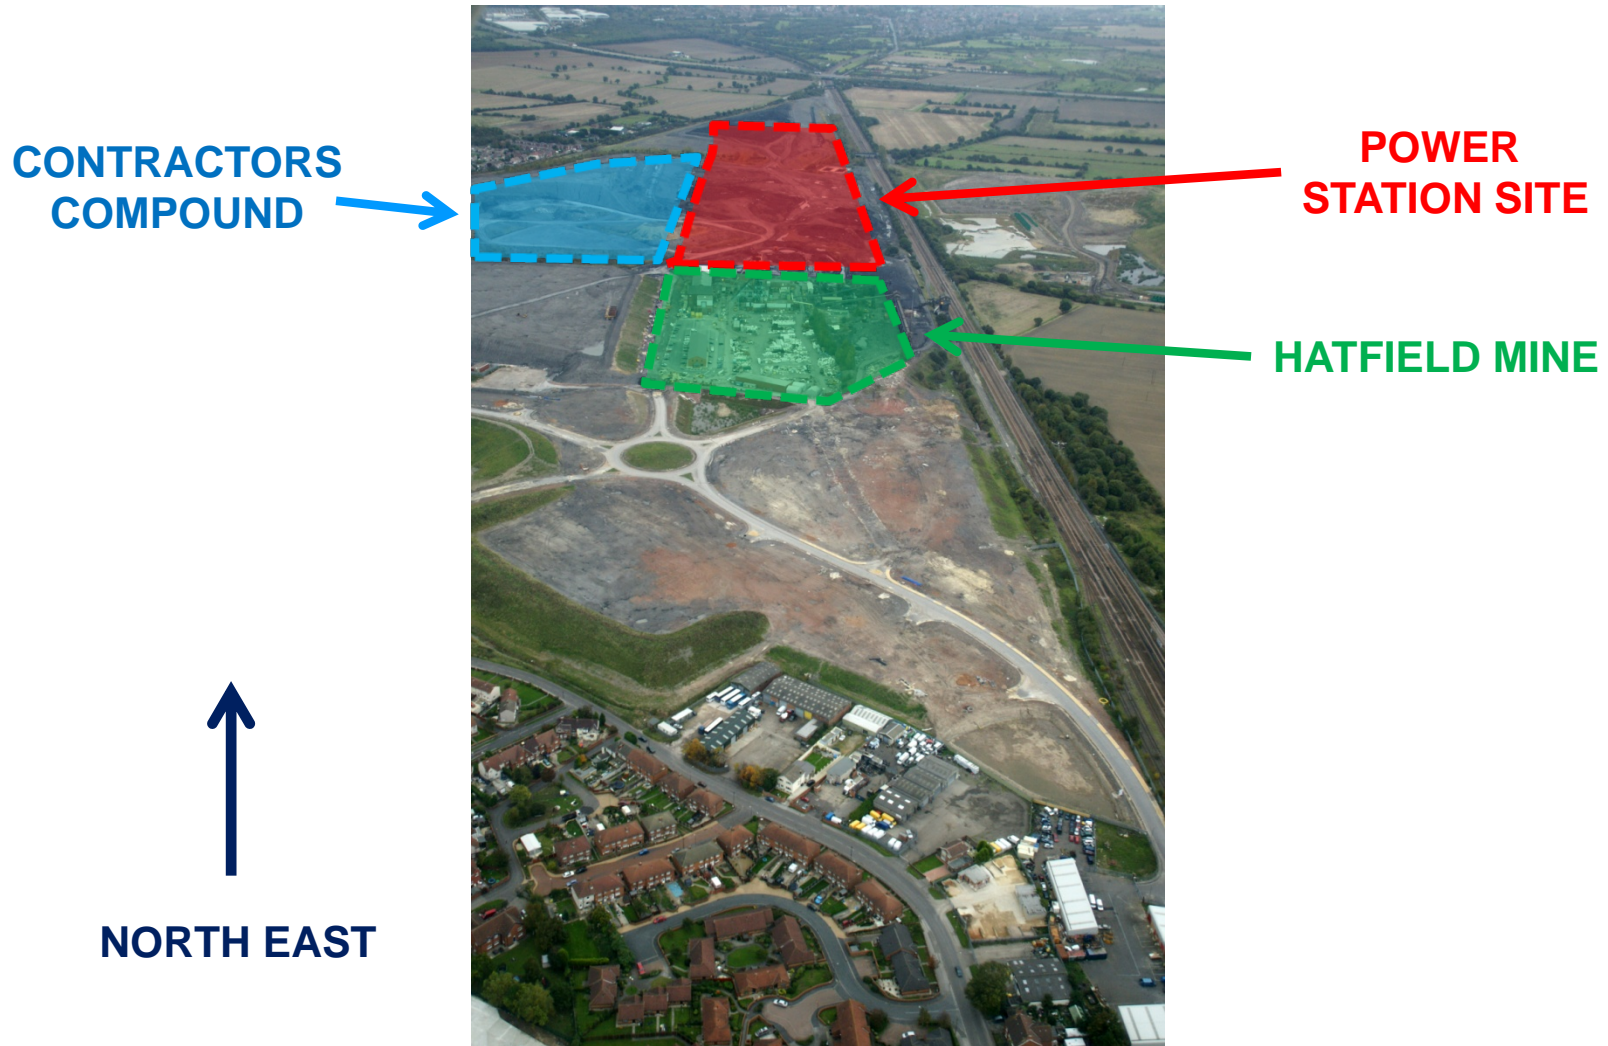 CONTRACTORS
COMPOUND
POWER
STATION SITE
HATFIELD MINE
NORTH EAST